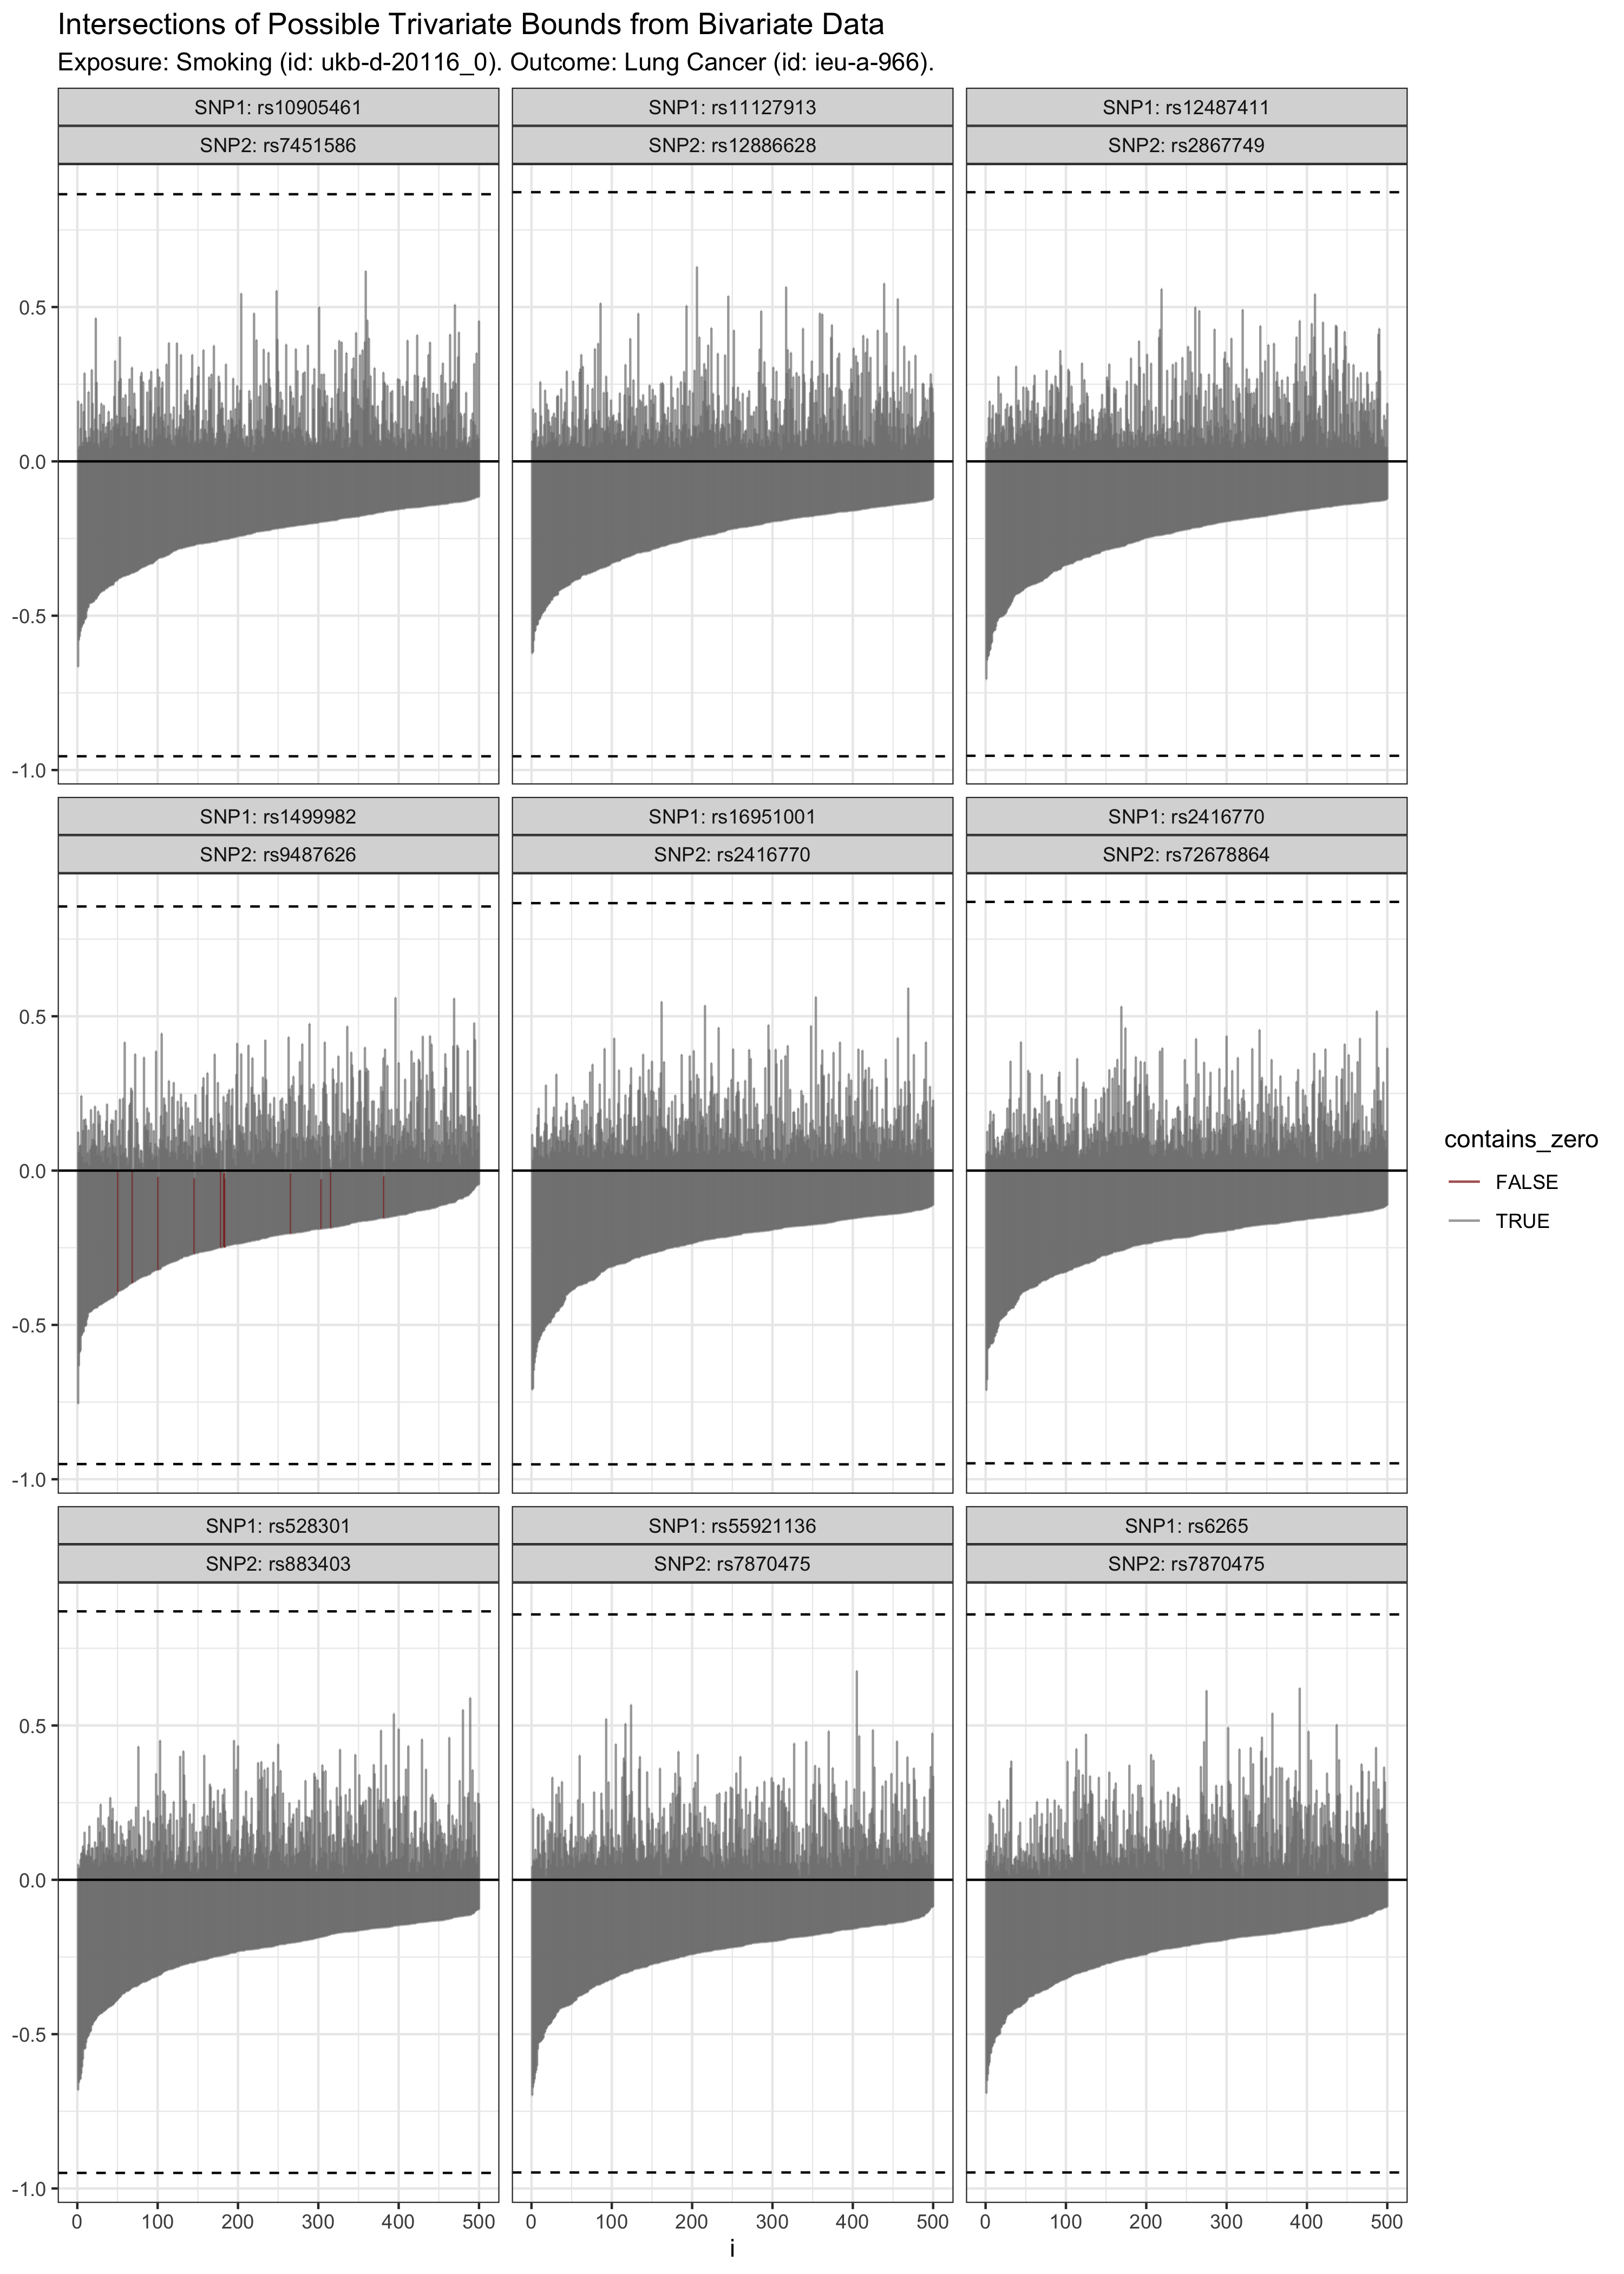 Intersections of Possible Trivariate Bounds from Bivariate Data
Exposure: Smoking (id: ukb-d-20116_0). Outcome: Lung Cancer (id: ieu-a-966).
SNP1: rs10905461
SNP2: rs7451586
SNP1: rs11127913
SNP2: rs12886628
SNP1: rs12487411
SNP2: rs2867749
0.5
0.0
-0.5
-1.0
SNP1: rs1499982
SNP2: rs9487626
SNP1: rs16951001
SNP2: rs2416770
SNP1: rs2416770
SNP2: rs72678864
0.5
0.0
-0.5
-1.0
SNP1: rs528301
SNP2: rs883403
SNP1: rs55921136
SNP2: rs7870475
SNP1: rs6265
SNP2: rs7870475
0.5
0.0
-0.5
-1.0
0 100 200 300 400 500
0 100 200 300 400 500
0 100 200 300 400 500
i
contains_zero
FALSE
TRUE